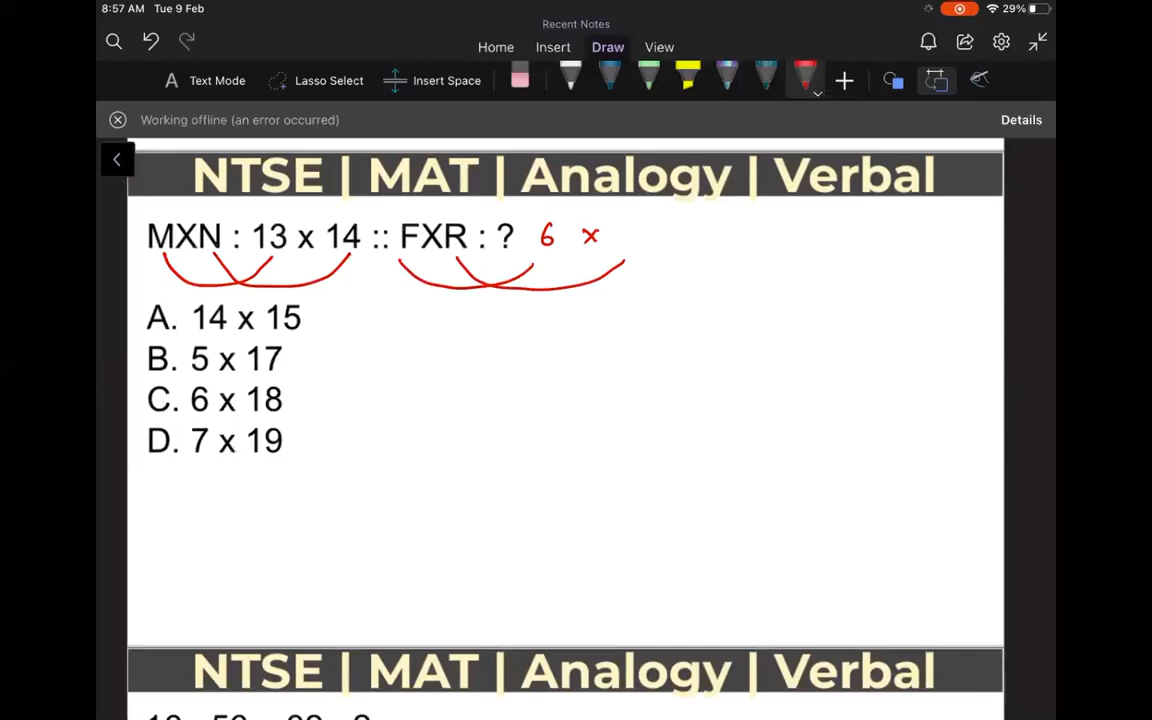 8:57 AM Tue 9 Feb
29%
Recent Notes
Home Insert Draw View
Text Mode Lasso Select Insert Space
Working offline (an error occurred) Details
NTSE | MAT | Analogy | Verbal
MXN : 13 x 14 :: FXR : ? 6 x
A. 14 x 15
B. 5 x 17
C. 6 x 18
D. 7 x 19
NTSE | MAT | Analogy | Verbal